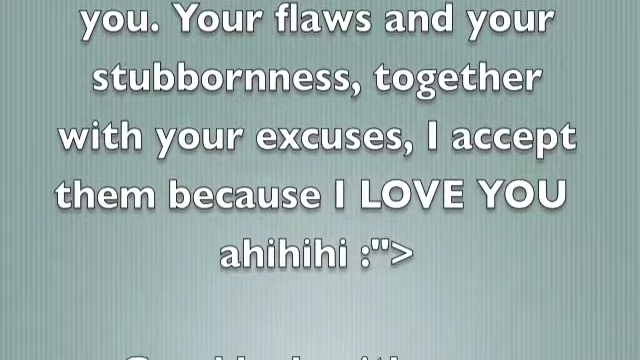 you. Your flaws and your
stubbornness, together
with your excuses, I accept
them because I LOVE YOU
ahihihi :">